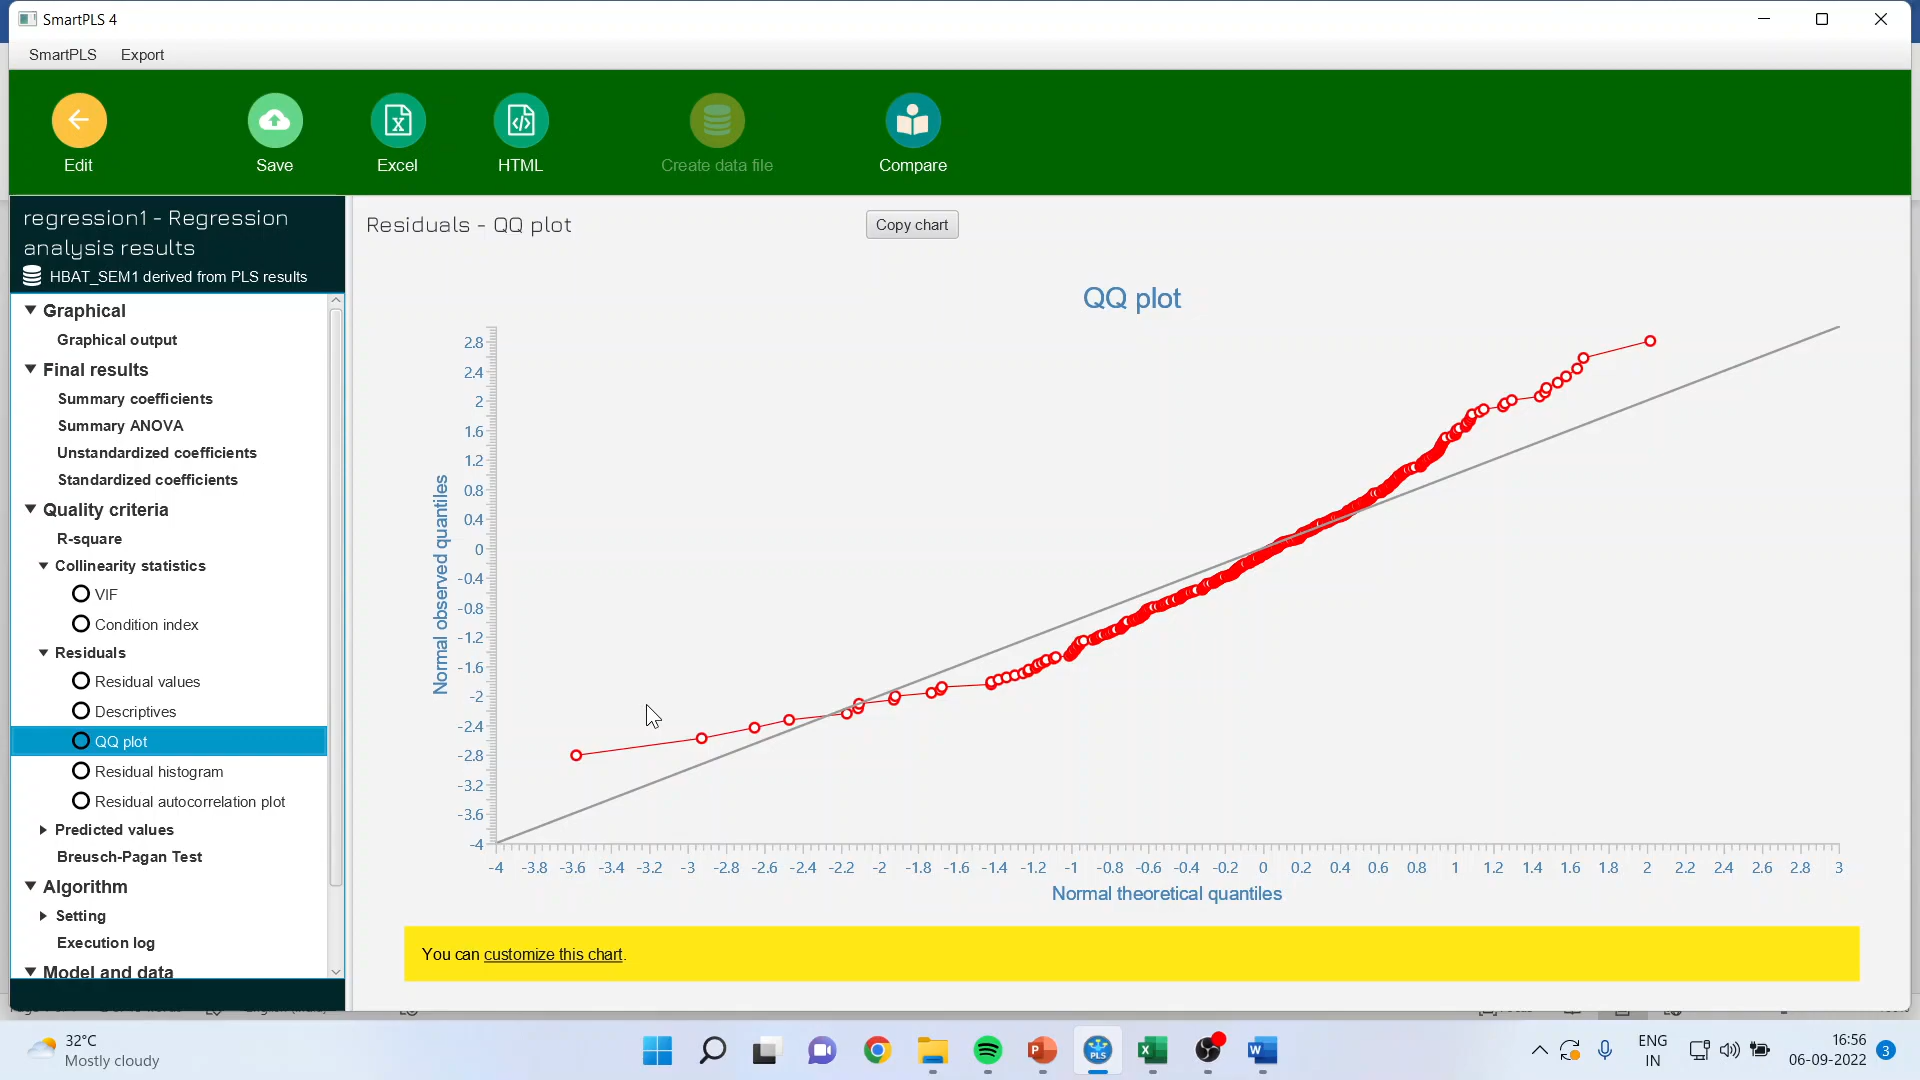 SmartPLS 4
SmartPLS Export
Edit Save Excel HTML Create data file Compare
regression1 - Regression
analysis results
HBAT_SEM1 derived from PLS results
Graphical
Graphical output
Final results
Summary coefficients
Summary ANOVA
Unstandardized coefficients
Standardized coefficients
Quality criteria
R-square
Collinearity statistics
VIF
Condition index
Residuals
Residual values
Descriptives
QQ plot
Residual histogram
Residual autocorrelation plot
Predicted values
Breusch-Pagan Test
Algorithm
Setting
Execution log
Model and data
Residuals - QQ plot
Copy chart
QQ plot
Normal observed quantiles
2.8
2.4
2
1.6
1.2
0.8
0.4
0
-0.4
-0.8
-1.2
-1.6
-2
-2.4
-2.8
-3.2
-3.6
-4
-4 -3.8 -3.6 -3.4 -3.2 -3 -2.8 -2.6 -2.4 -2.2 -2 -1.8 -1.6 -1.4 -1.2 -1 -0.8 -0.6 -0.4 -0.2 0 0.2 0.4 0.6 0.8 1 1.2 1.4 1.6 1.8 2 2.2 2.4 2.6 2.8 3
Normal theoretical quantiles
You can customize this chart.
32°C
Mostly cloudy
ENG
IN
16:56
06-09-2022
3